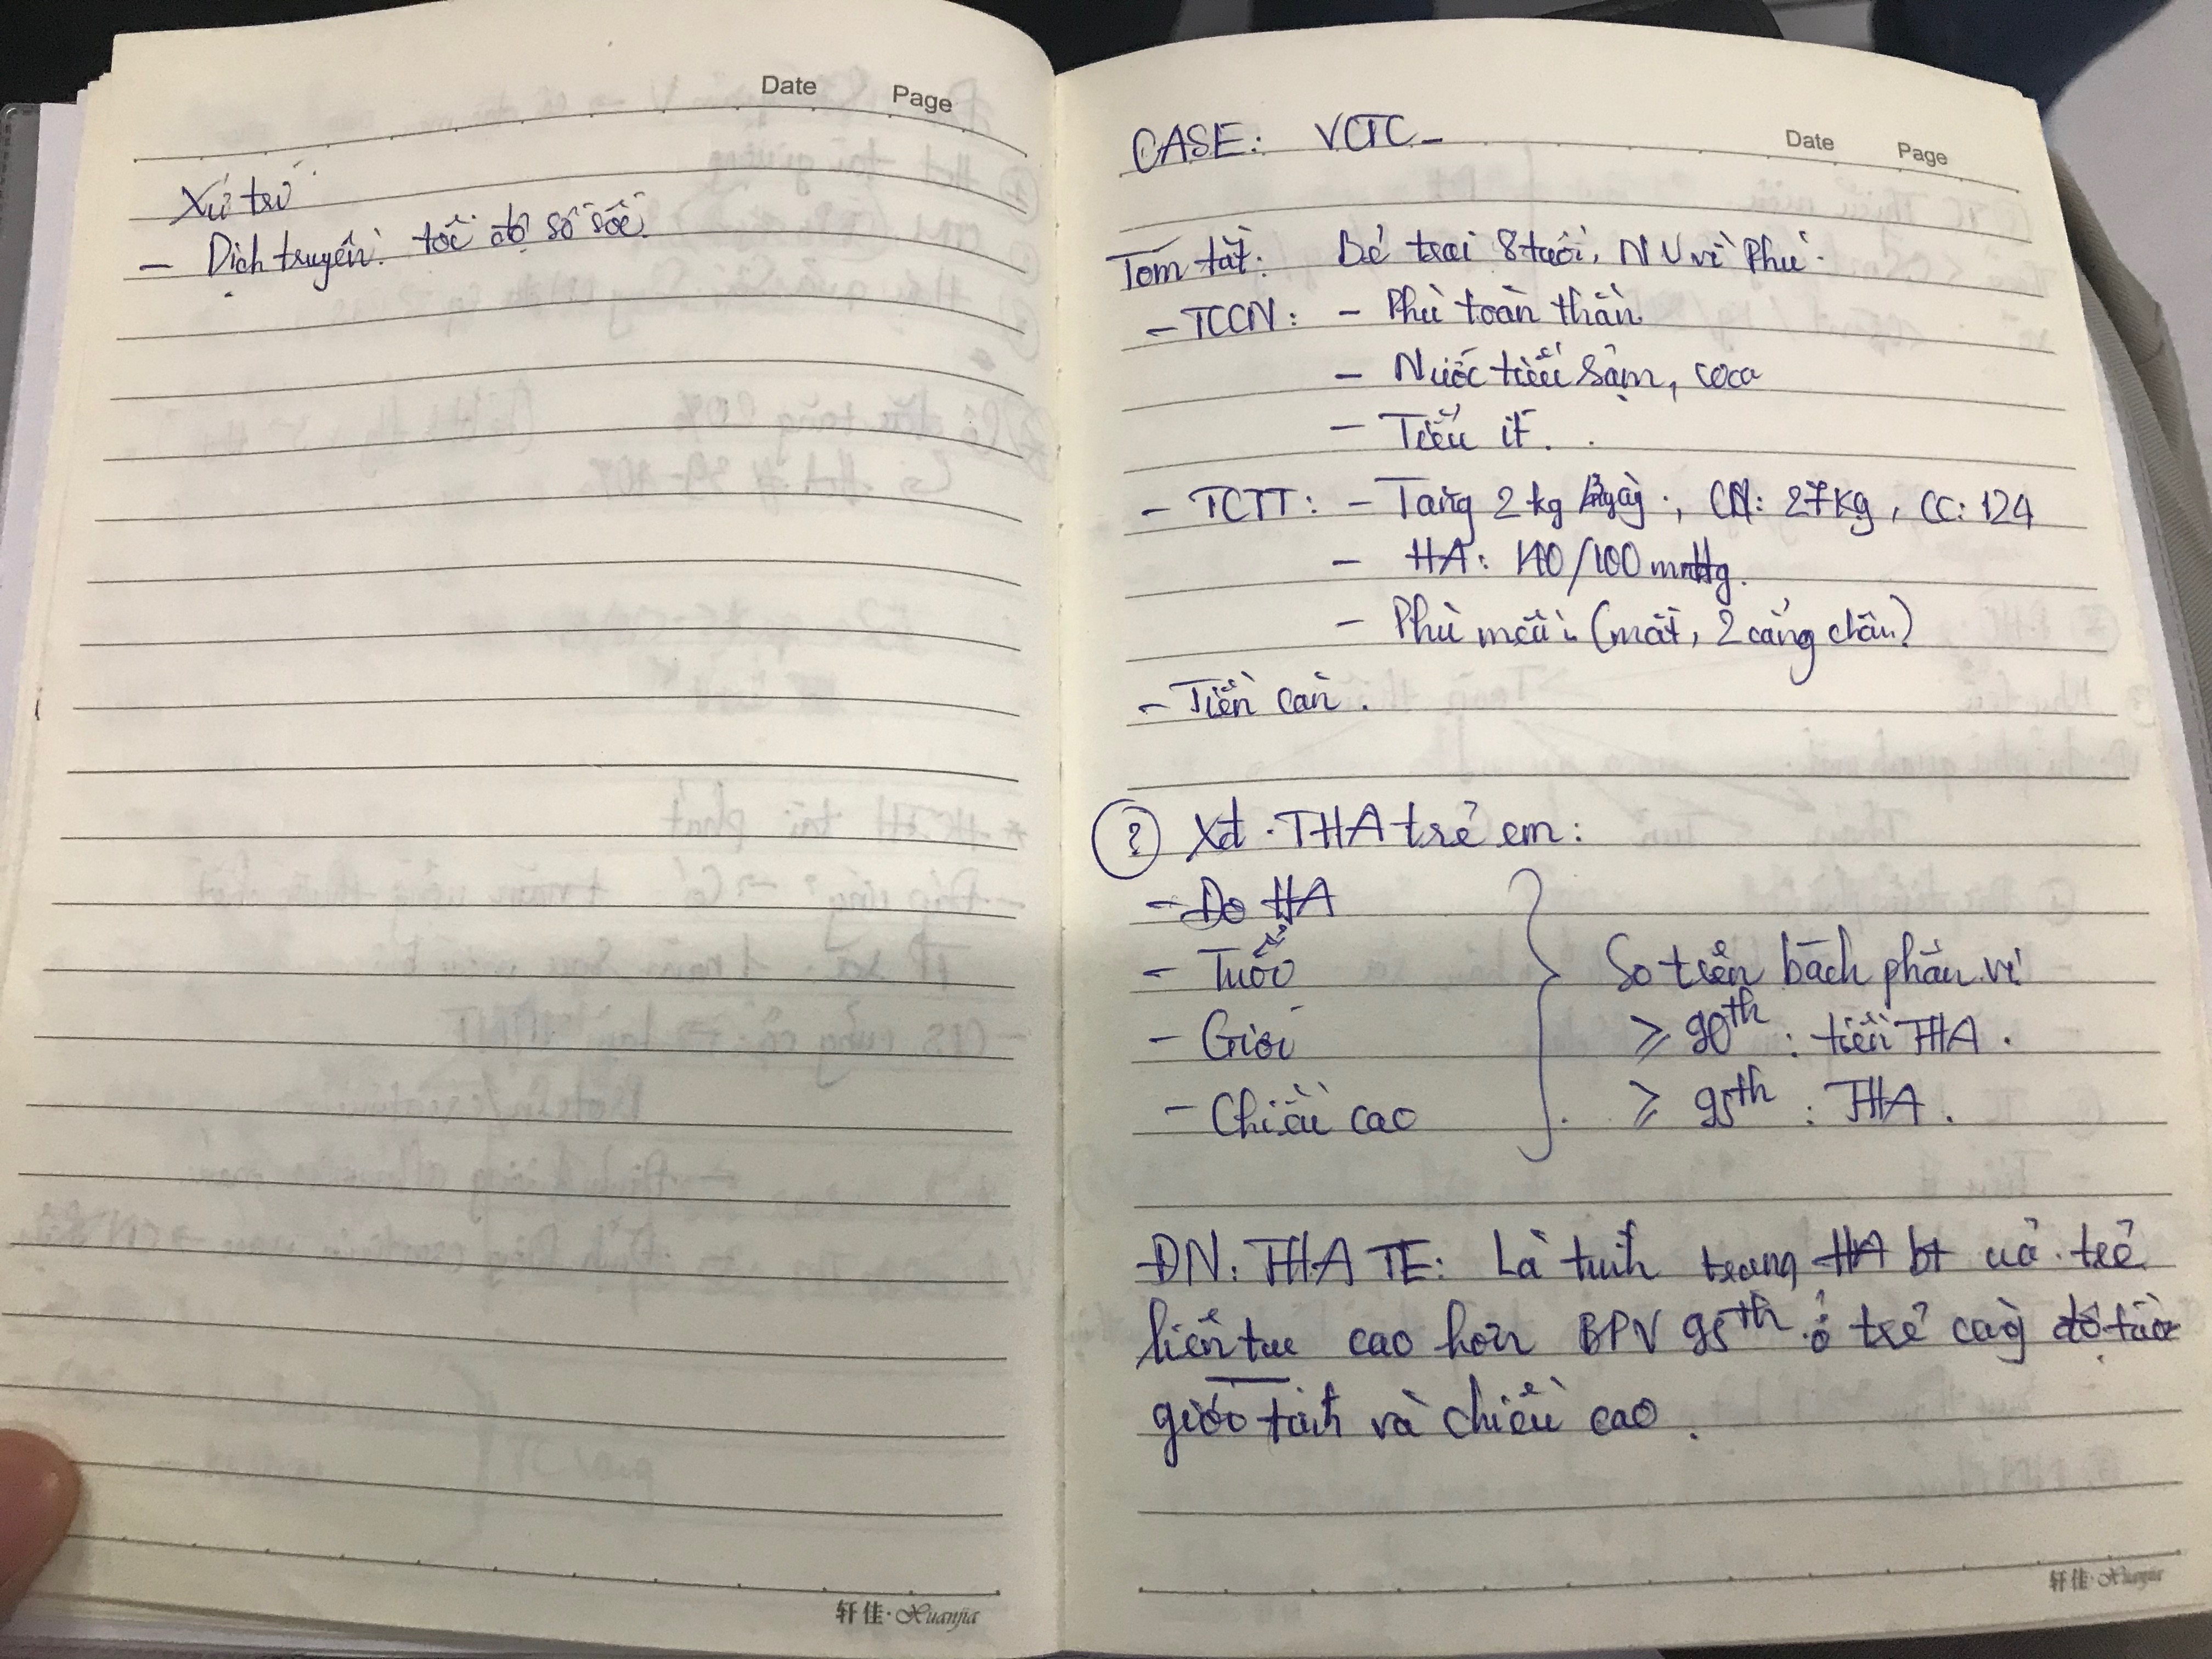 Date Page
Xử trí
- Dịch truyền: tốc độ số sốc
轩佳·Xuanjia
Date Page
CASE: VCTC
Tóm tắt: Bé trai 8 tuổi, NV vì Phù.
- TCCN: - Phù toàn thân
- Nước tiểu sậm, coca
- Tiểu ít.
- TCTT: - Tăng 2kg /ngày; CN: 27kg, CC: 124
- HA: 140/100 mmHg.
- Phù mềm (mắt, 2 cẳng chân)
- Tiền căn.
? Xđ THA trẻ em:
- Đo HA
- Tuổi
- Giới
- Chiều cao
So trên bách phân vị
≥ 90th : tiền THA.
≥ 95th : THA.
ĐN: THA TE: Là tình trạng HA bt của trẻ
liên tục cao hơn BPV 95th ở trẻ cùng độ tuổi
giới tính và chiều cao.
轩佳·Xuanjia